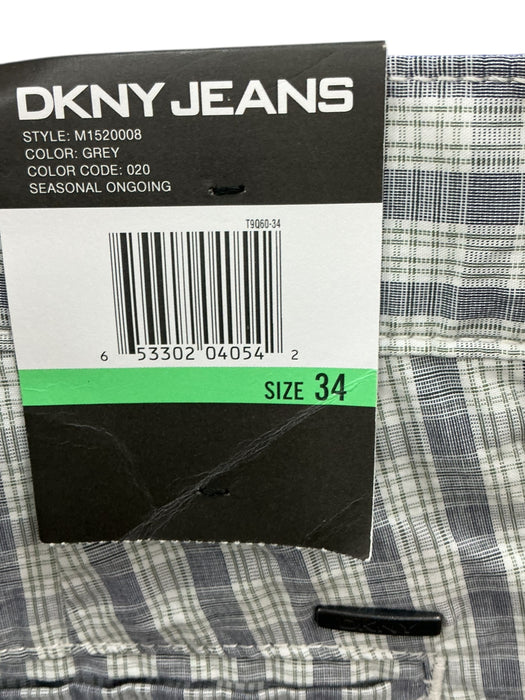 DKNY JEANS
STYLE: M1520008
COLOR: GREY
COLOR CODE: 020
SEASONAL ONGOING
T9060-34
6 53302 04054 2
SIZE 34
DKNY